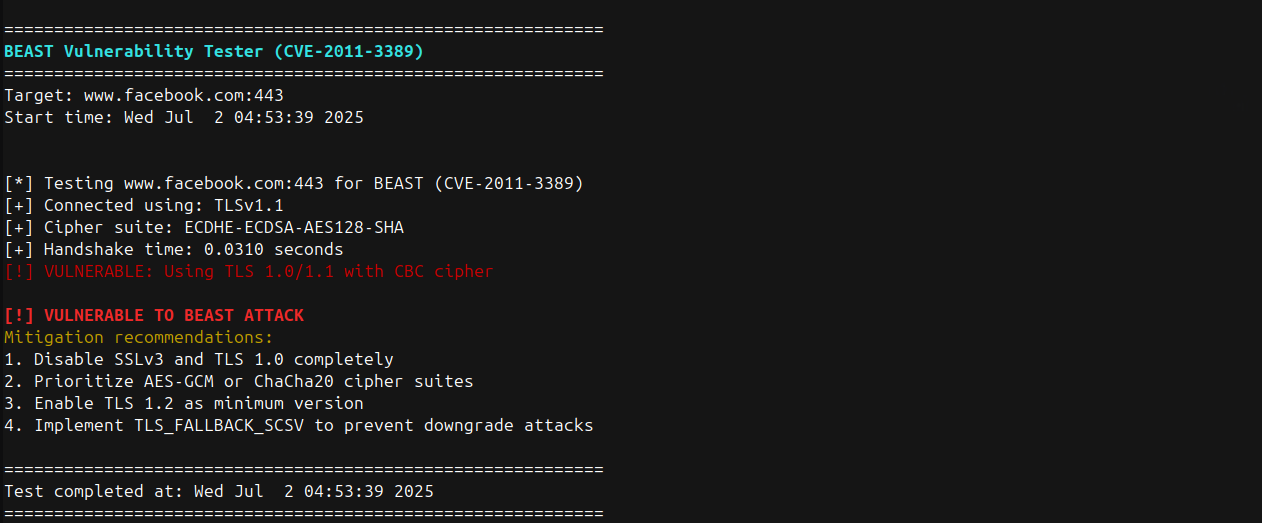 ============================================================
BEAST Vulnerability Tester (CVE-2011-3389)
============================================================
Target: www.facebook.com:443
Start time: Wed Jul  2 04:53:39 2025
[*] Testing www.facebook.com:443 for BEAST (CVE-2011-3389)
[+] Connected using: TLSv1.1
[+] Cipher suite: ECDHE-ECDSA-AES128-SHA
[+] Handshake time: 0.0310 seconds
[!] VULNERABLE: Using TLS 1.0/1.1 with CBC cipher
[!] VULNERABLE TO BEAST ATTACK
Mitigation recommendations:
1. Disable SSLv3 and TLS 1.0 completely
2. Prioritize AES-GCM or ChaCha20 cipher suites
3. Enable TLS 1.2 as minimum version
4. Implement TLS_FALLBACK_SCSV to prevent downgrade attacks
============================================================
Test completed at: Wed Jul  2 04:53:39 2025
============================================================